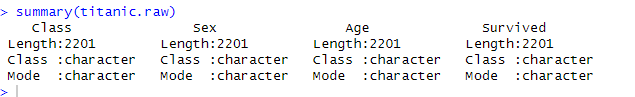 > summary(titanic.raw)
    Class               Sex                Age              Survived
 Length:2201        Length:2201        Length:2201        Length:2201
 Class :character   Class :character   Class :character   Class :character
 Mode  :character   Mode  :character   Mode  :character   Mode  :character
>